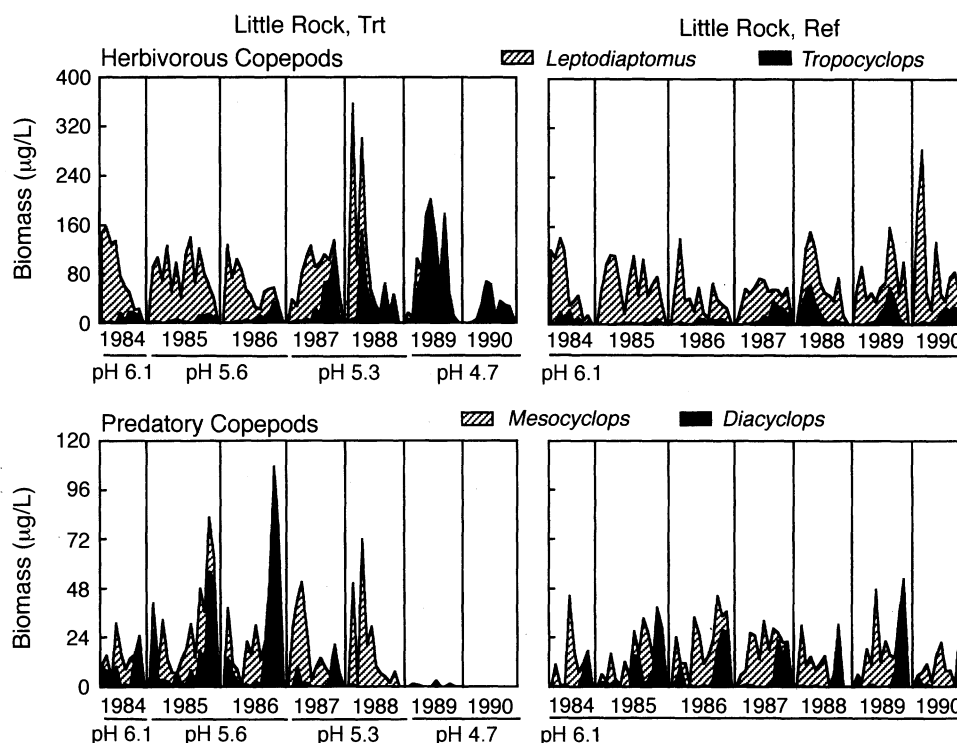 Little Rock, Trt
Little Rock, Ref
Herbivorous Copepods
Leptodiaptomus
Tropocyclops
Biomass (µg/L)
400
320
240
160
80
0
1984 1985 1986 1987 1988 1989 1990
pH 6.1 pH 5.6 pH 5.3 pH 4.7
1984 1985 1986 1987 1988 1989 1990
pH 6.1
Predatory Copepods
Mesocyclops
Diacyclops
Biomass (µg/L)
120
96
72
48
24
0
1984 1985 1986 1987 1988 1989 1990
pH 6.1 pH 5.6 pH 5.3 pH 4.7
1984 1985 1986 1987 1988 1989 1990
pH 6.1